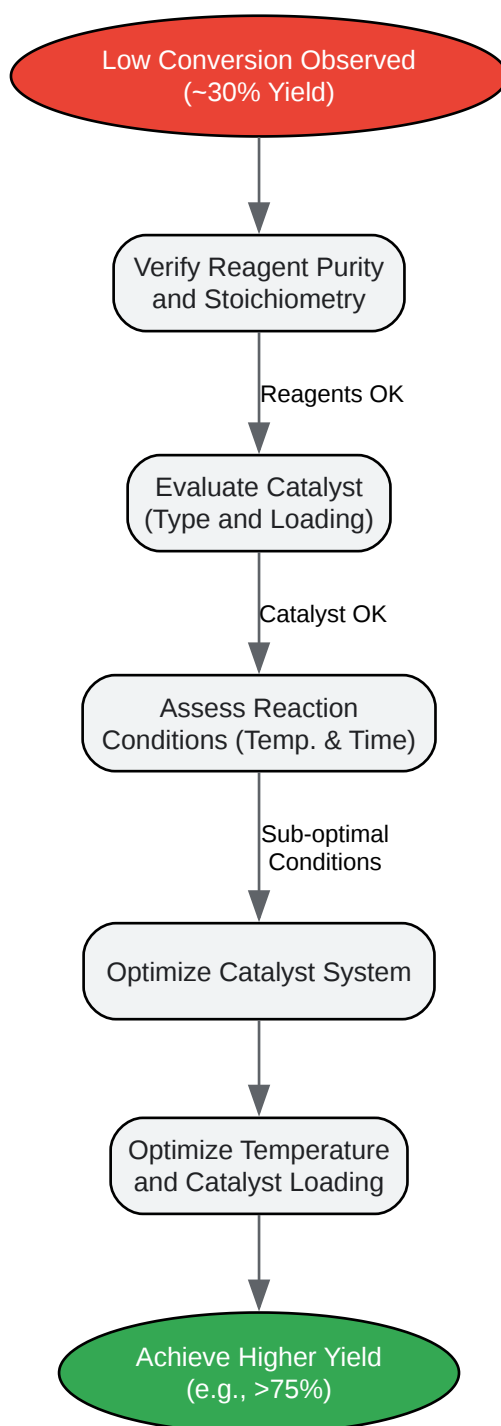 Low Conversion Observed
(~30% Yield)
Verify Reagent Purity
and Stoichiometry
Reagents OK
Evaluate Catalyst
(Type and Loading)
Catalyst OK
Assess Reaction
Conditions (Temp. & Time)
Sub-optimal
Conditions
Optimize Catalyst System
Optimize Temperature
and Catalyst Loading
Achieve Higher Yield
(e.g., >75%)